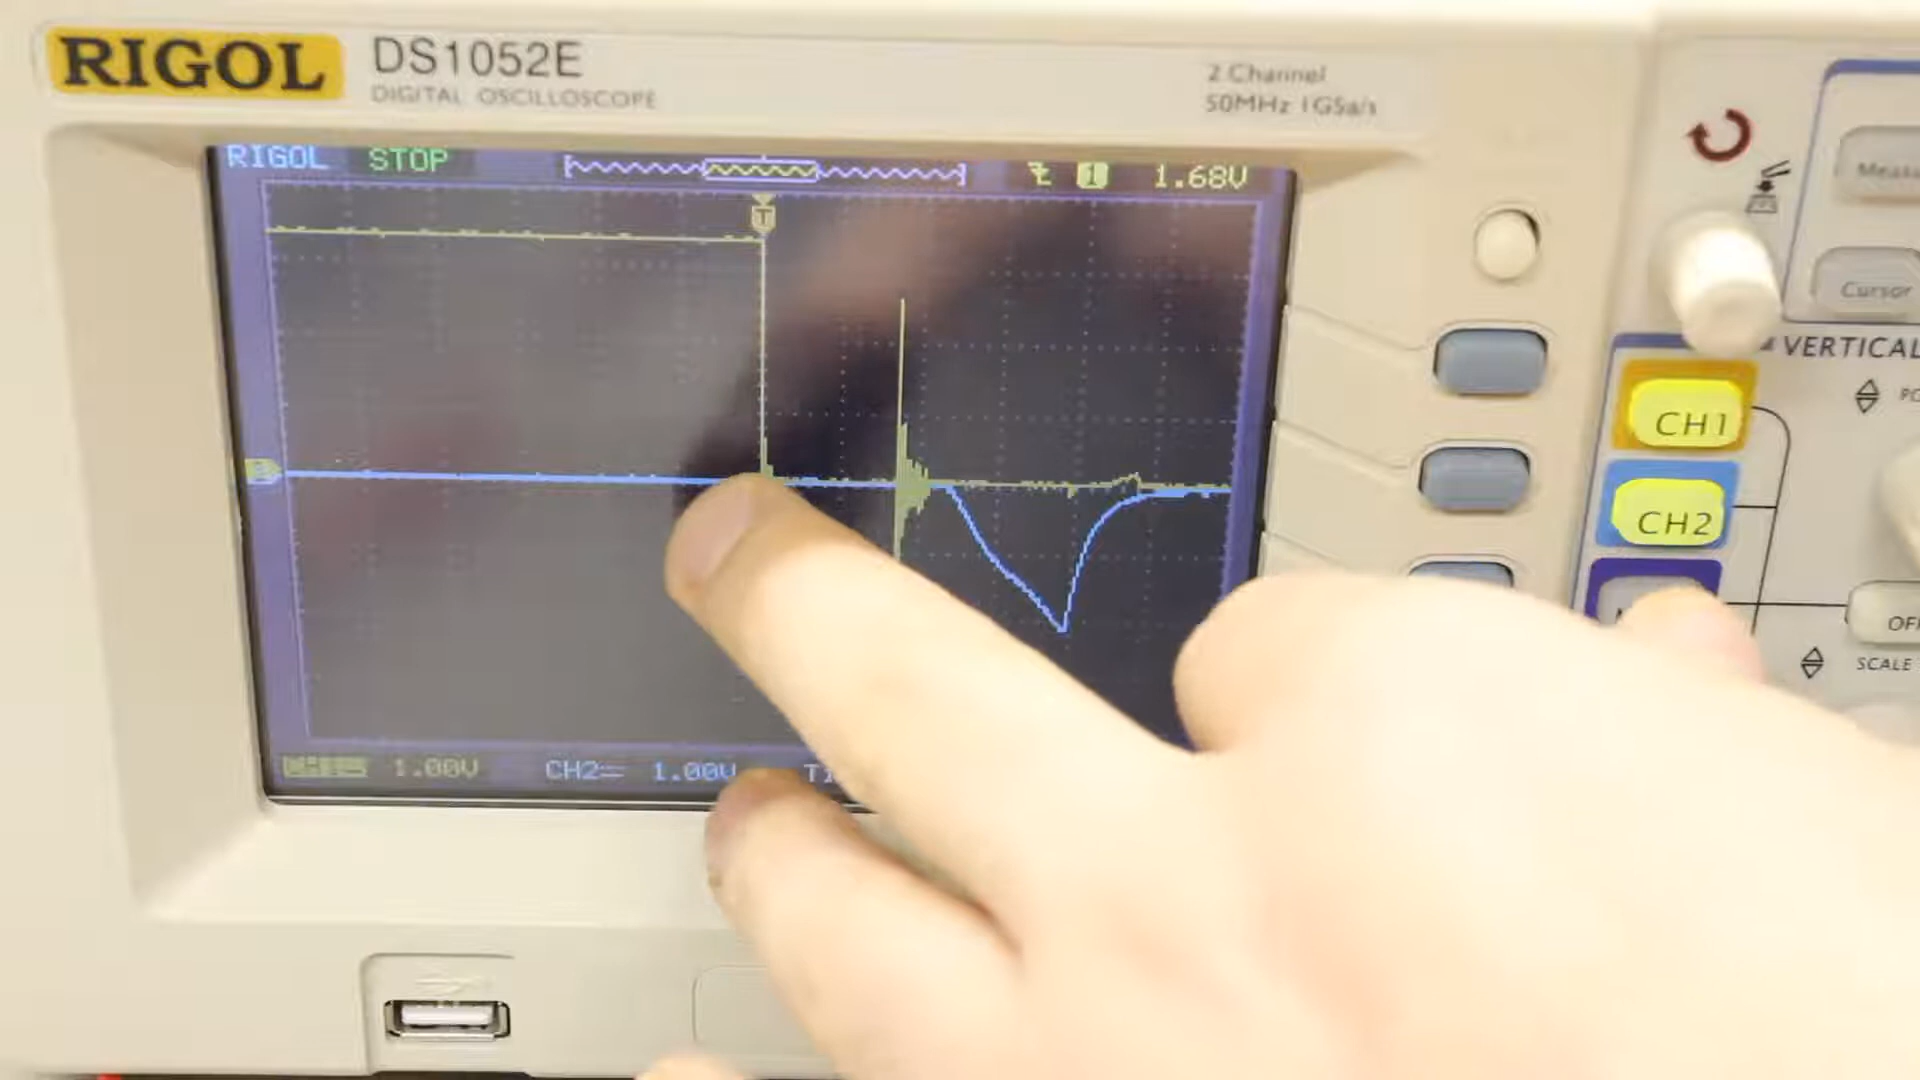 RIGOL DS1052E
DIGITAL OSCILLOSCOPE
2 Channel
50MHz 1GSa/s
RIGOL STOP 1 1.68V
T
Cursor
VERTICAL
CH1
CH2
SCALE
1.00V CH2= 1.00V